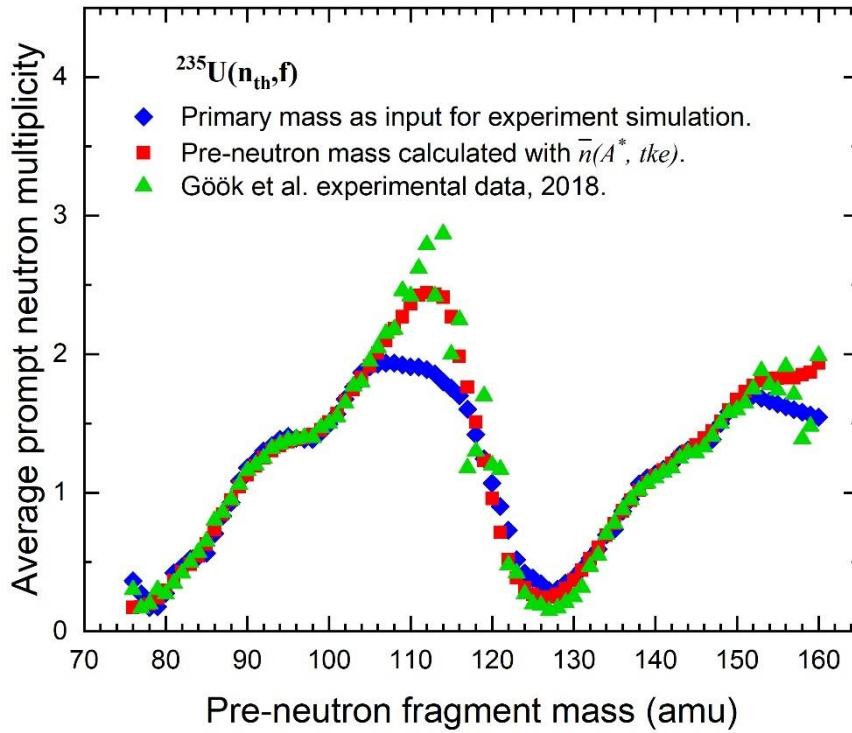 ²³⁵U(nₜₕ,f)
Primary mass as input for experiment simulation.
Pre-neutron mass calculated with n̅(A*, tke).
Göök et al. experimental data, 2018.
Average prompt neutron multiplicity
4
3
2
1
0
70 80 90 100 110 120 130 140 150 160
Pre-neutron fragment mass (amu)